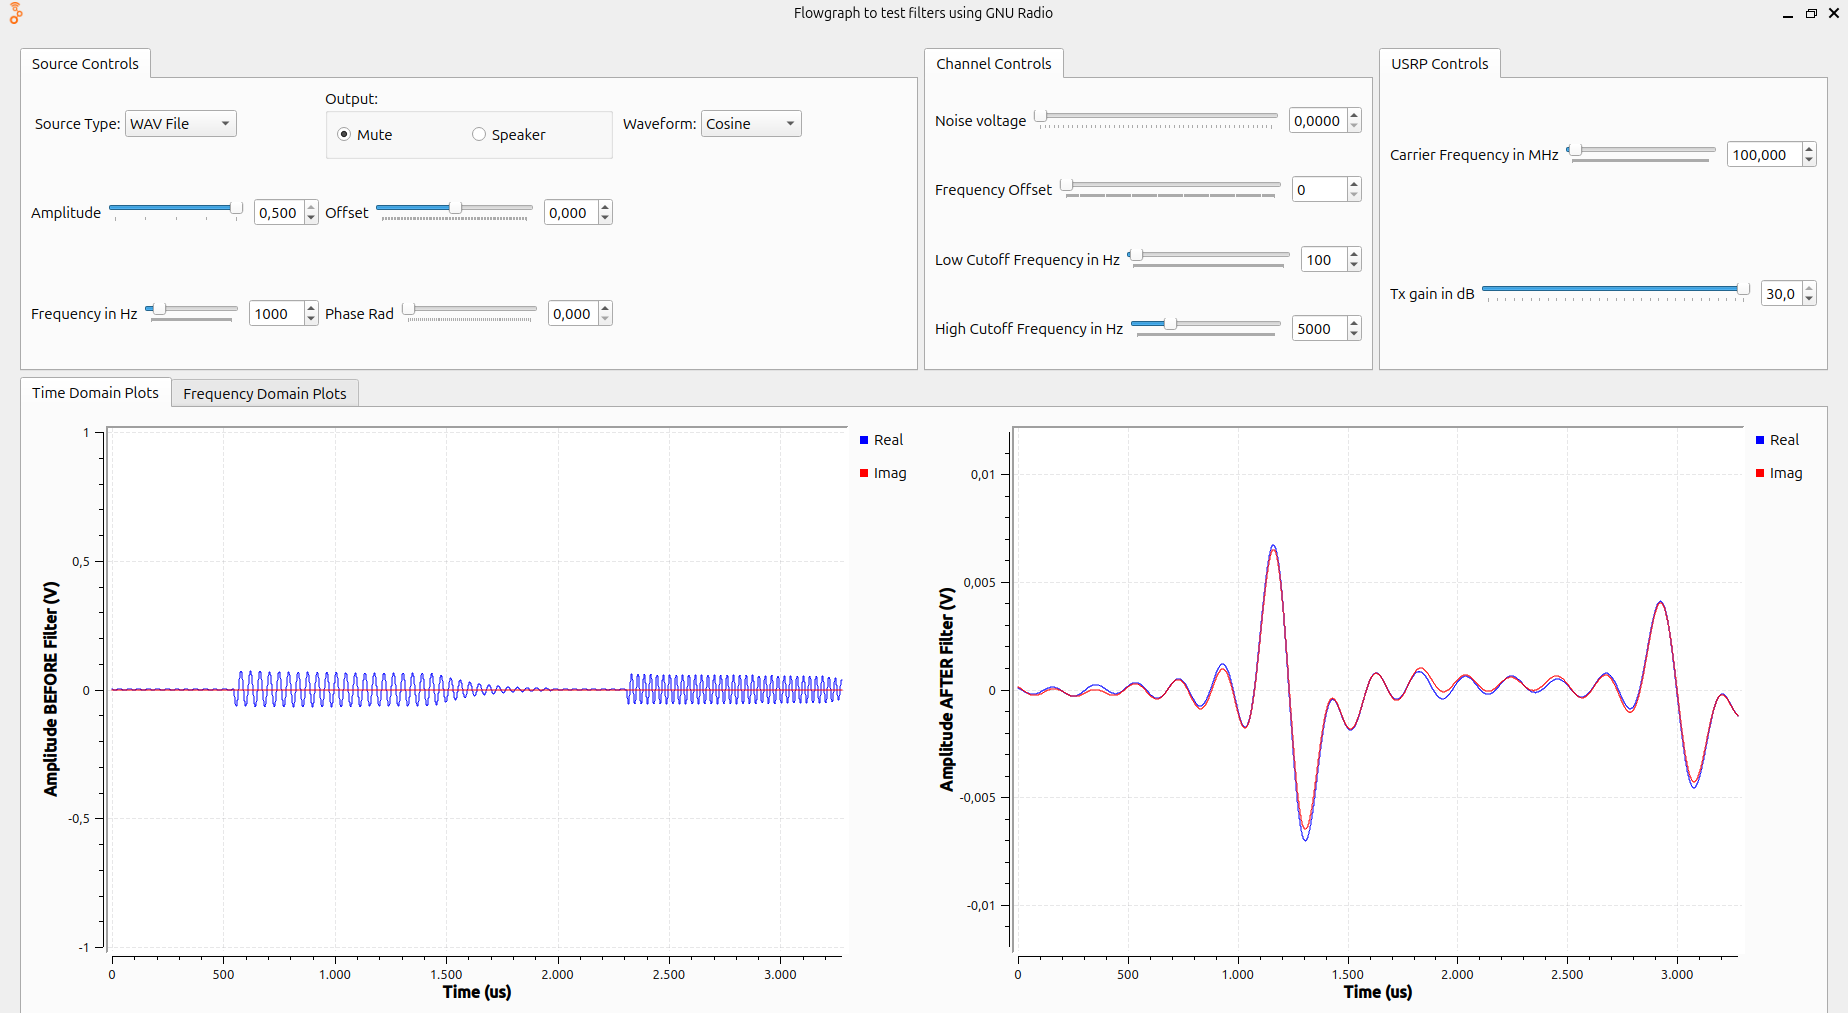 Flowgraph to test filters using GNU Radio
Source Controls
Source Type: WAV File
Output:
Mute
Speaker
Waveform: Cosine
Amplitude 0,500
Offset 0,000
Frequency in Hz 1000
Phase Rad 0,000
Channel Controls
Noise voltage 0,0000
Frequency Offset 0
Low Cutoff Frequency in Hz 100
High Cutoff Frequency in Hz 5000
USRP Controls
Carrier Frequency in MHz 100,000
Tx gain in dB 30,0
Time Domain Plots
Frequency Domain Plots
Amplitude BEFORE Filter (V)
1
0,5
0
-0,5
-1
0 500 1.000 1.500 2.000 2.500 3.000
Time (us)
Real
Imag
Amplitude AFTER Filter (V)
0,01
0,005
0
-0,005
-0,01
0 500 1.000 1.500 2.000 2.500 3.000
Time (us)
Real
Imag